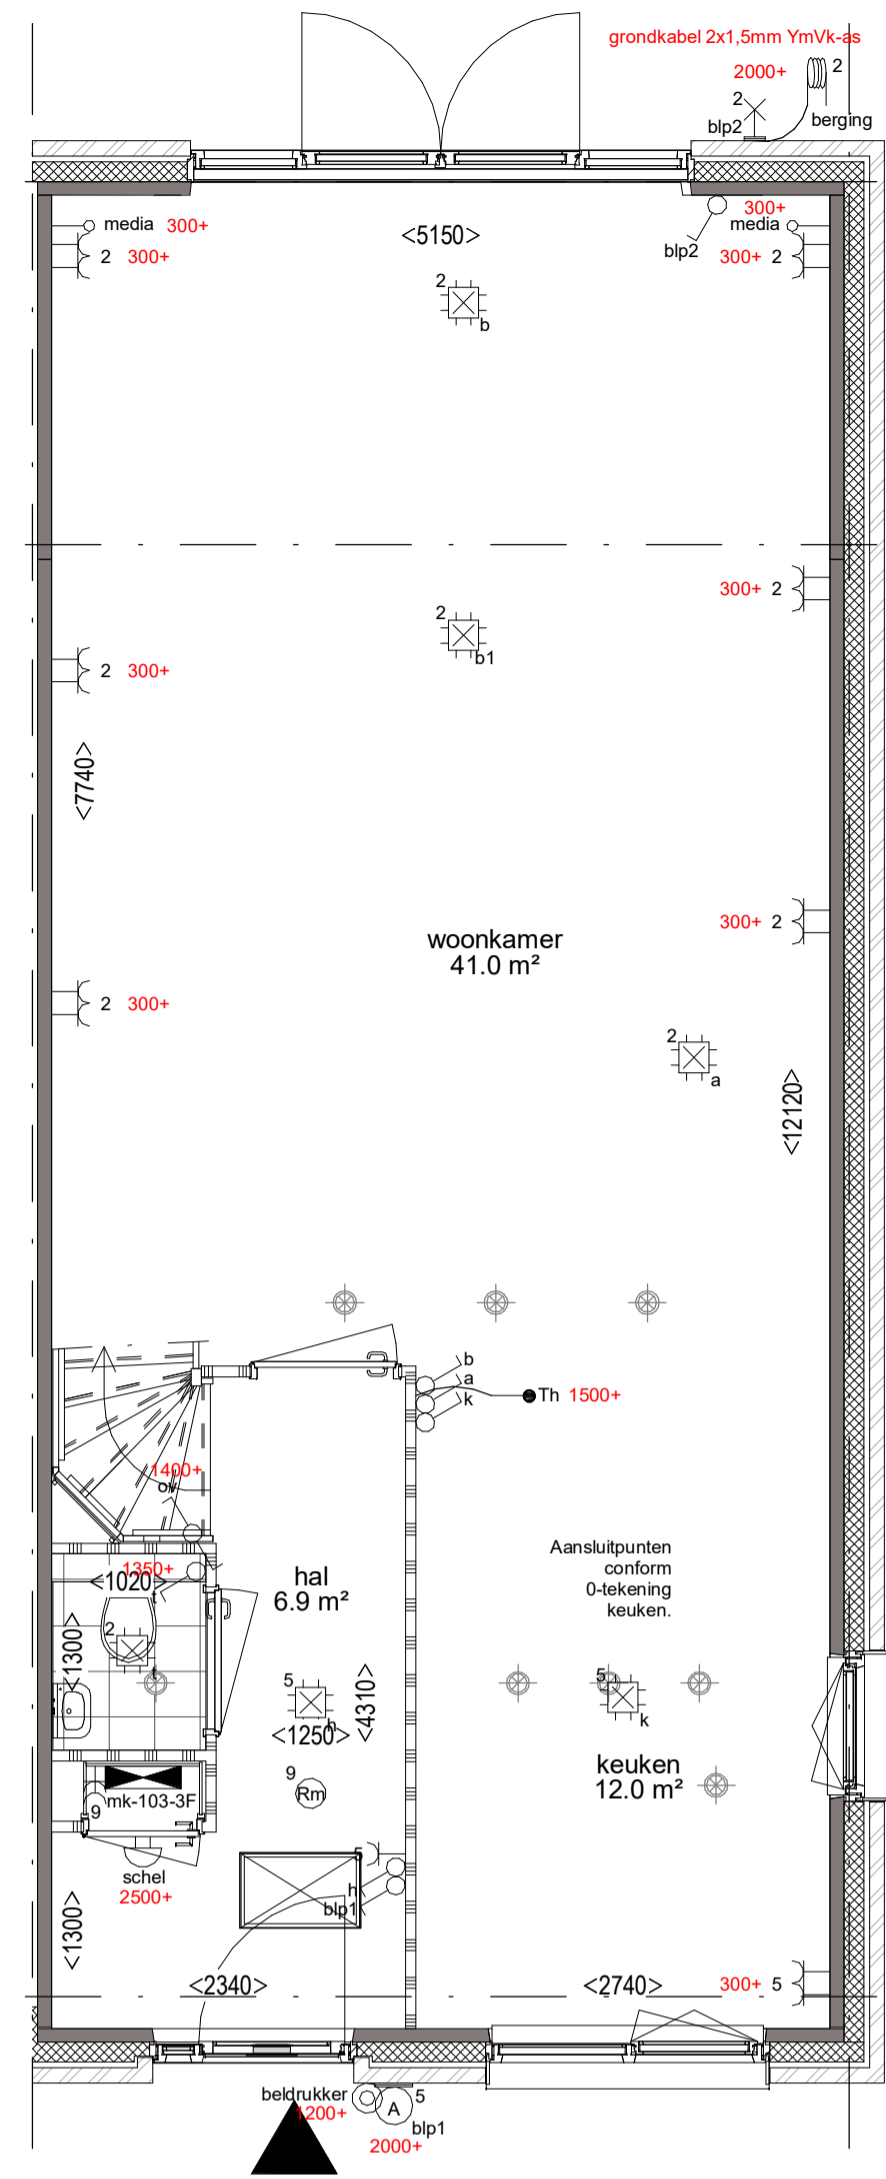 grondkabel 2x1,5mm YmVk-as
2000+
2
2
blp2
berging
media 300+
2 300+
<5150>
300+
media
blp2
300+ 2
2
b
300+ 2
2
b1
2 300+
<7740>
300+ 2
woonkamer
41.0 m²
2 300+
2
a
<12120>
b
a
k
Th 1500+
1400+
ov
1350+
<1020>
t
Aansluitpunten
conform
0-tekening
keuken.
hal
6.9 m²
2
<1300>
t
5
h
<1250>
<4310>
5
k
keuken
12.0 m²
9
Rm
mk-103-3F
9
schel
2500+
5
h
blp1
<1300>
<2340>
<2740>
300+ 5
beldrukker
1200+
A
5
blp1
2000+